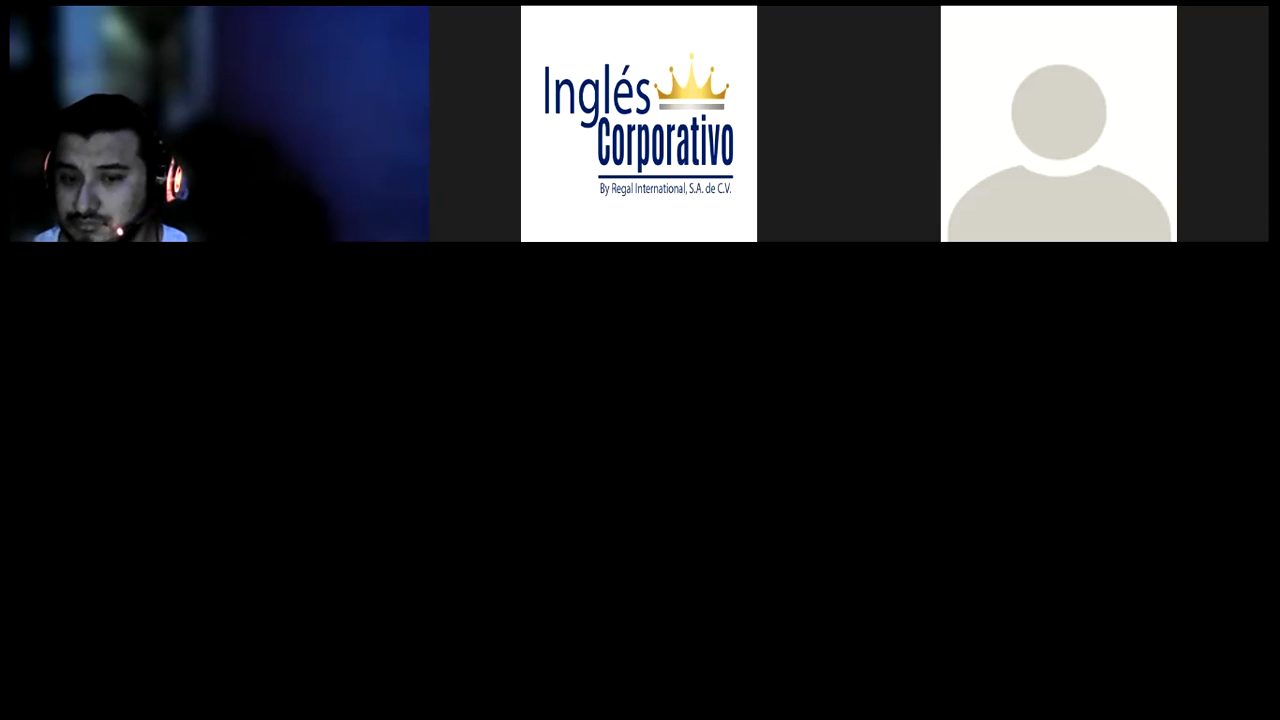 Inglés
Corporativo
By Regal International, S.A. de C.V.